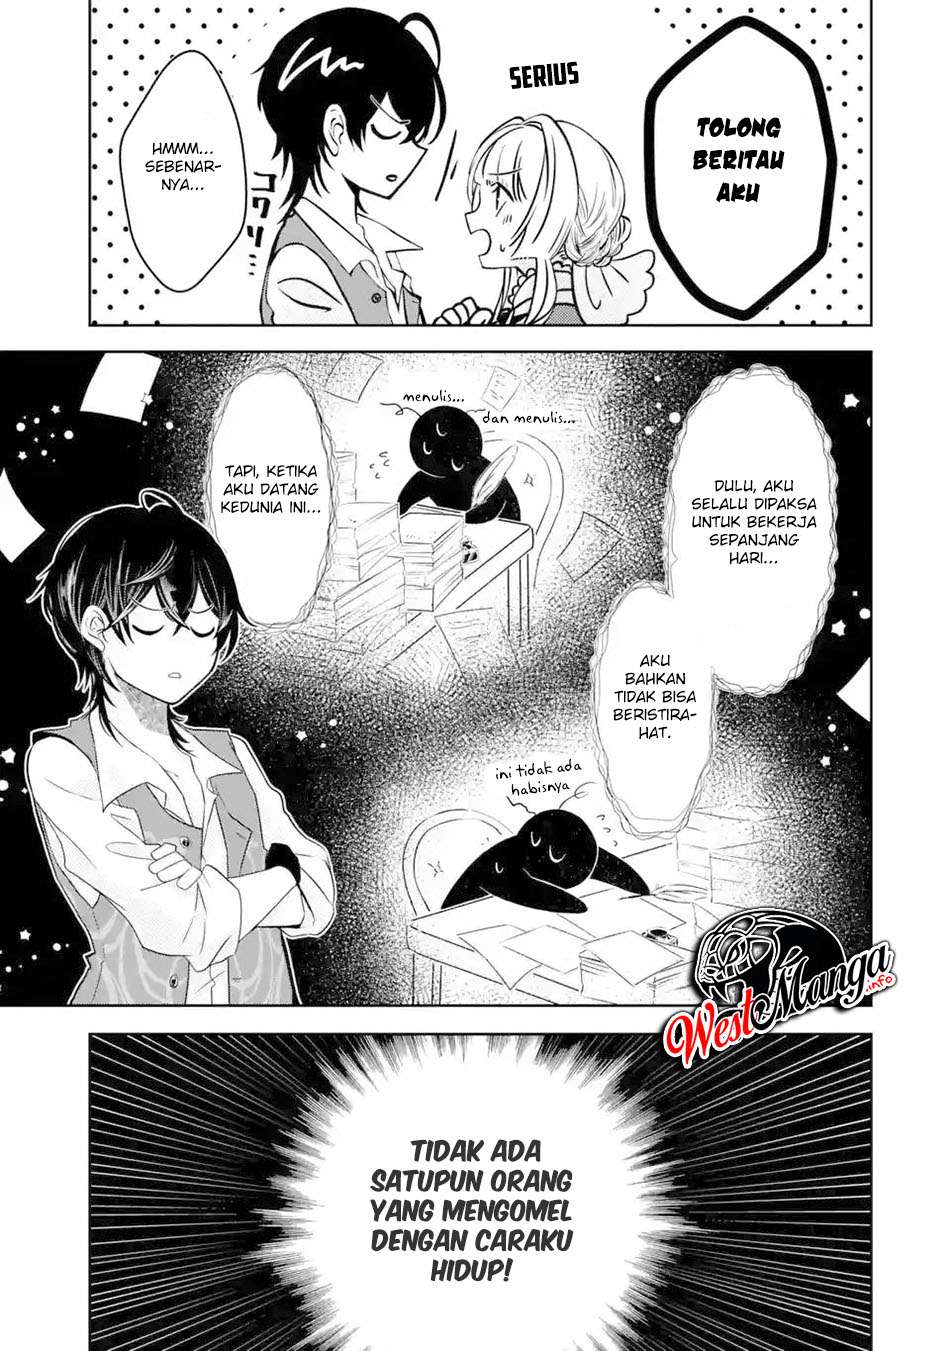 TOLONG
BERITAU
AKU
SERIUS
HMMM...
SEBENAR-
NYA...
コクリ
DULU, AKU
SELALU DIPAKSA
UNTUK BEKERJA
SEPANJANG
HARI...
menulis...
dan menulis...
AKU
BAHKAN
TIDAK BISA
BERISTIRA-
HAT.
ini tidak ada
habisnya
TAPI, KETIKA
AKU DATANG
KEDUNIA INI...
WestManga
.info
TIDAK ADA
SATUPUN ORANG
YANG MENGOMEL
DENGAN CARAKU
HIDUP!